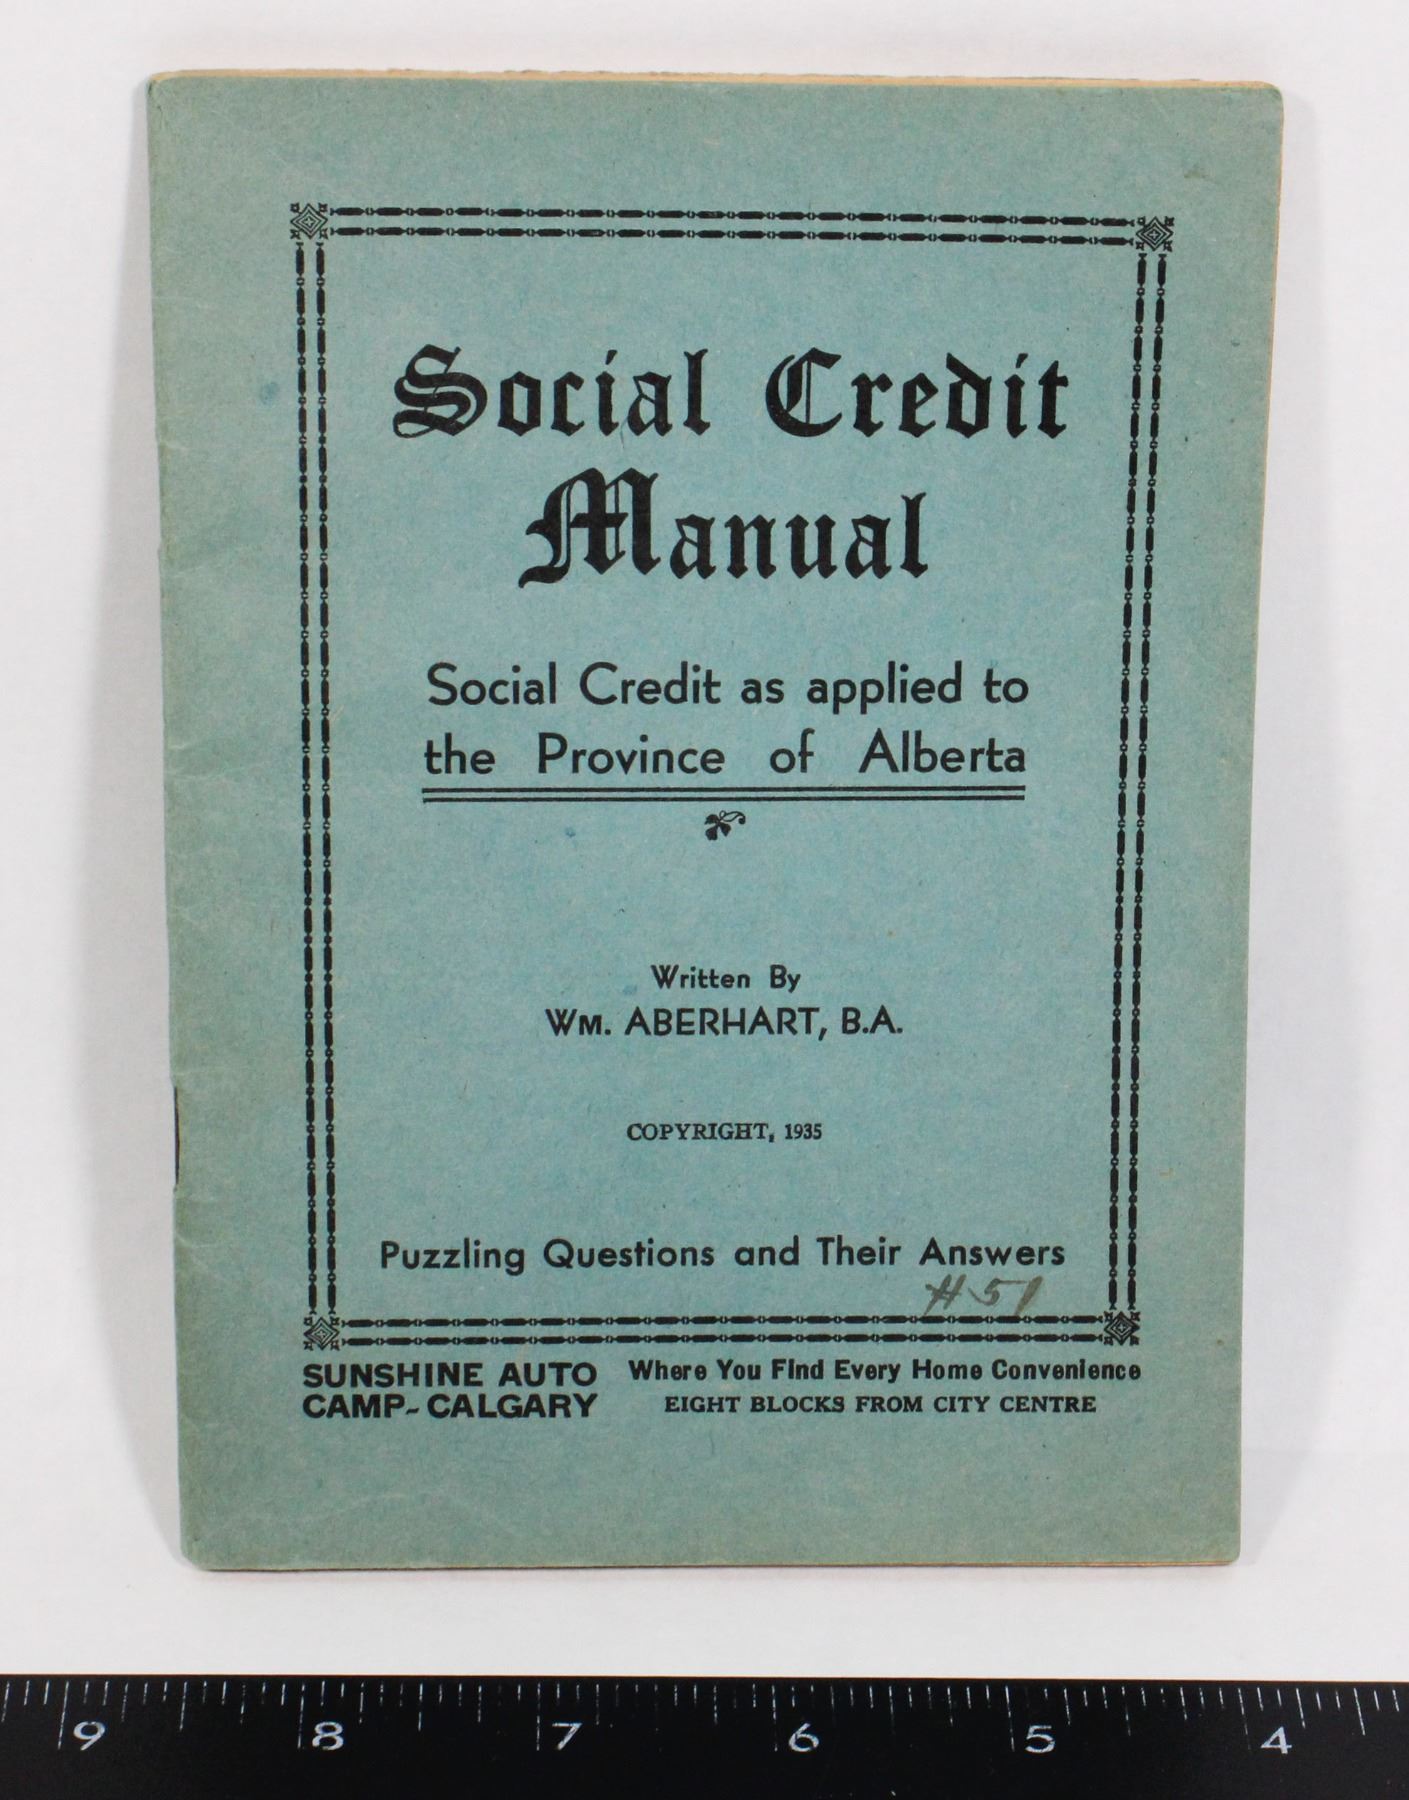 Social Credit
Manual
Social Credit as applied to
the Province of Alberta
Written By
WM. ABERHART, B.A.
COPYRIGHT, 1935
Puzzling Questions and Their Answers
#51
SUNSHINE AUTO
CAMP-CALGARY
Where You Find Every Home Convenience
EIGHT BLOCKS FROM CITY CENTRE
9 8 7 6 5 4